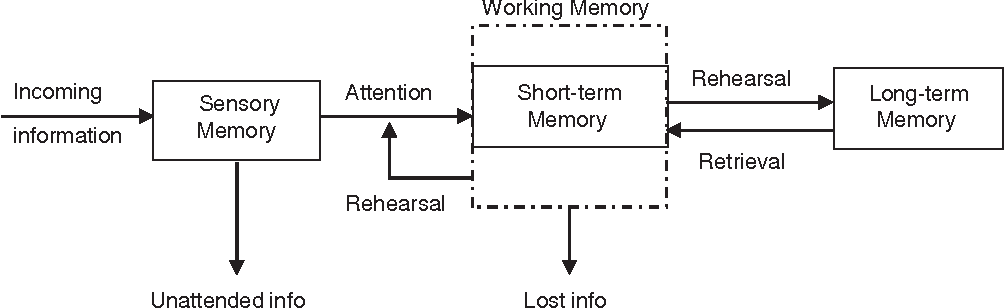 Working Memory
Incoming
information
Sensory
Memory
Attention
Rehearsal
Short-term
Memory
Rehearsal
Retrieval
Long-term
Memory
Unattended info
Lost info